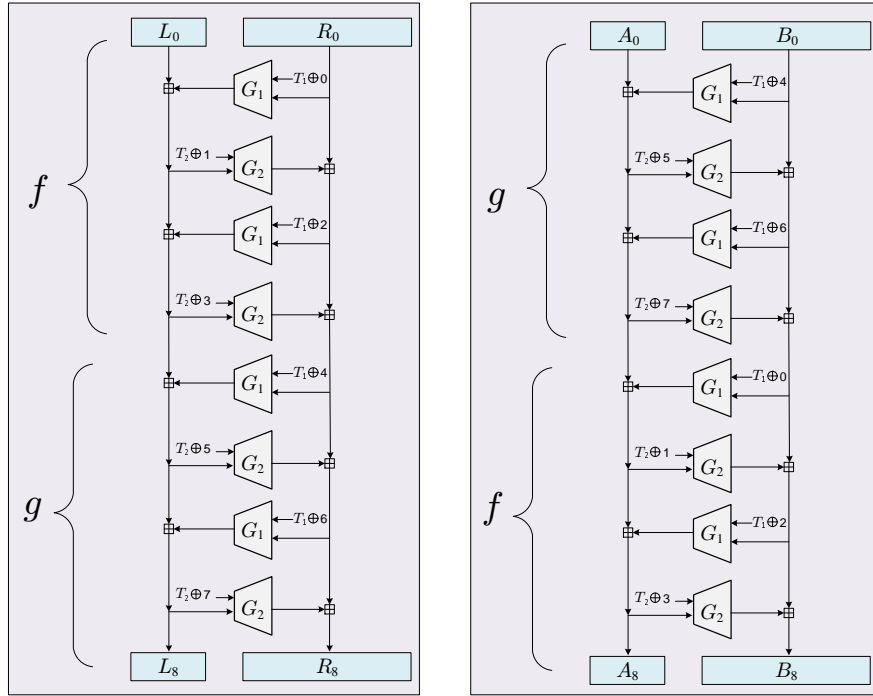 L₀ R₀
G₁ T₁⊕0
T₂⊕1 G₂
f
G₁ T₁⊕2
T₂⊕3 G₂
G₁ T₁⊕4
T₂⊕5 G₂
g
G₁ T₁⊕6
T₂⊕7 G₂
L₈ R₈
A₀ B₀
G₁ T₁⊕4
T₂⊕5 G₂
g
G₁ T₁⊕6
T₂⊕7 G₂
G₁ T₁⊕0
T₂⊕1 G₂
f
G₁ T₁⊕2
T₂⊕3 G₂
A₈ B₈